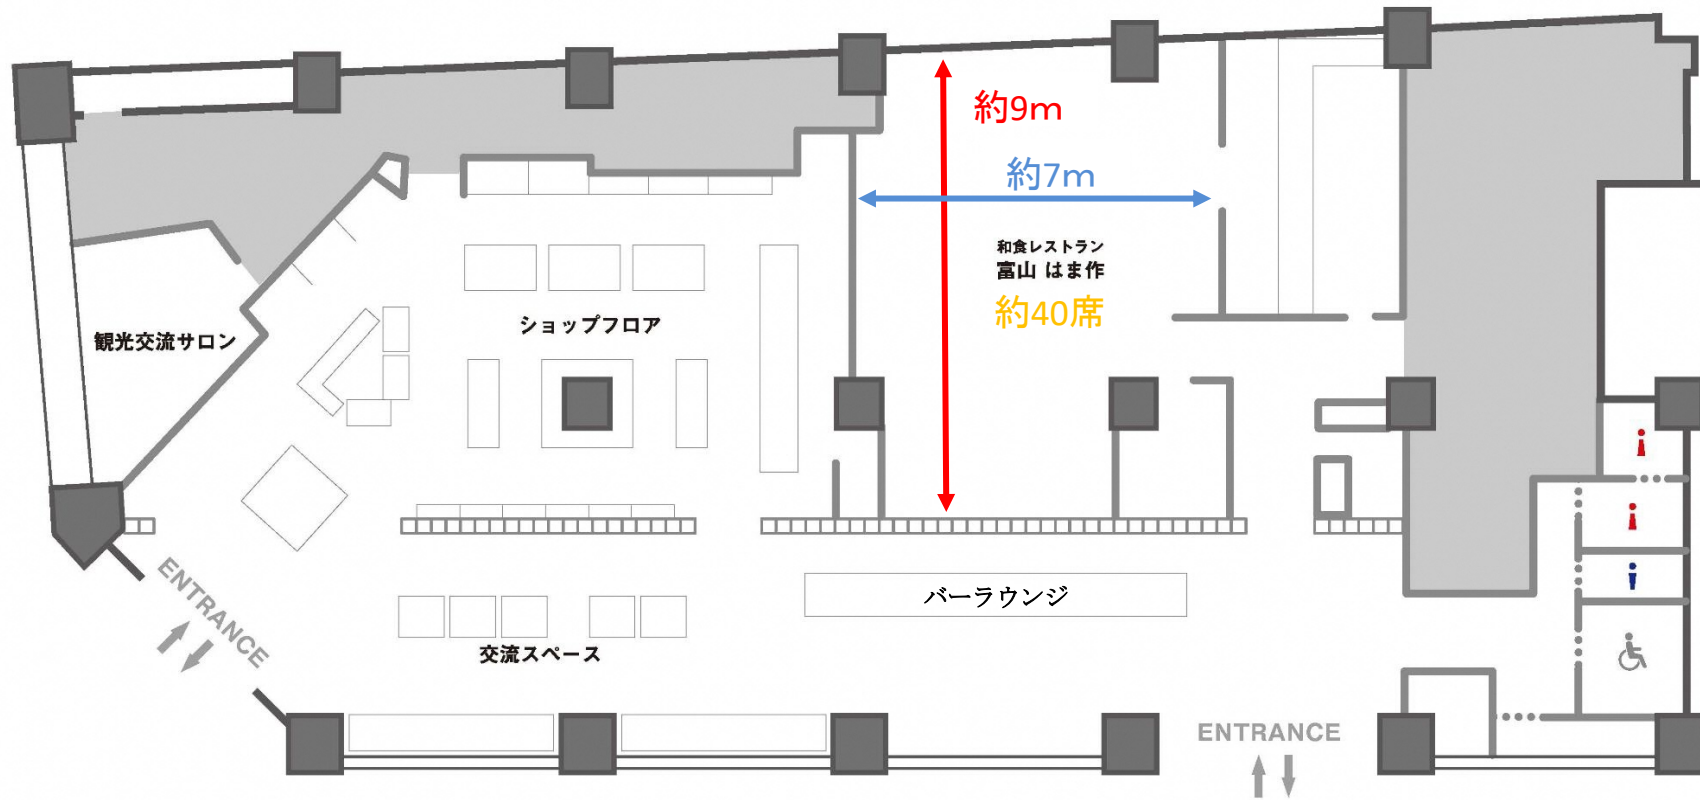 約9m
約7m
和食レストラン
富山 はま作
約40席
ショップフロア
観光交流サロン
ENTRANCE
バーラウンジ
交流スペース
ENTRANCE